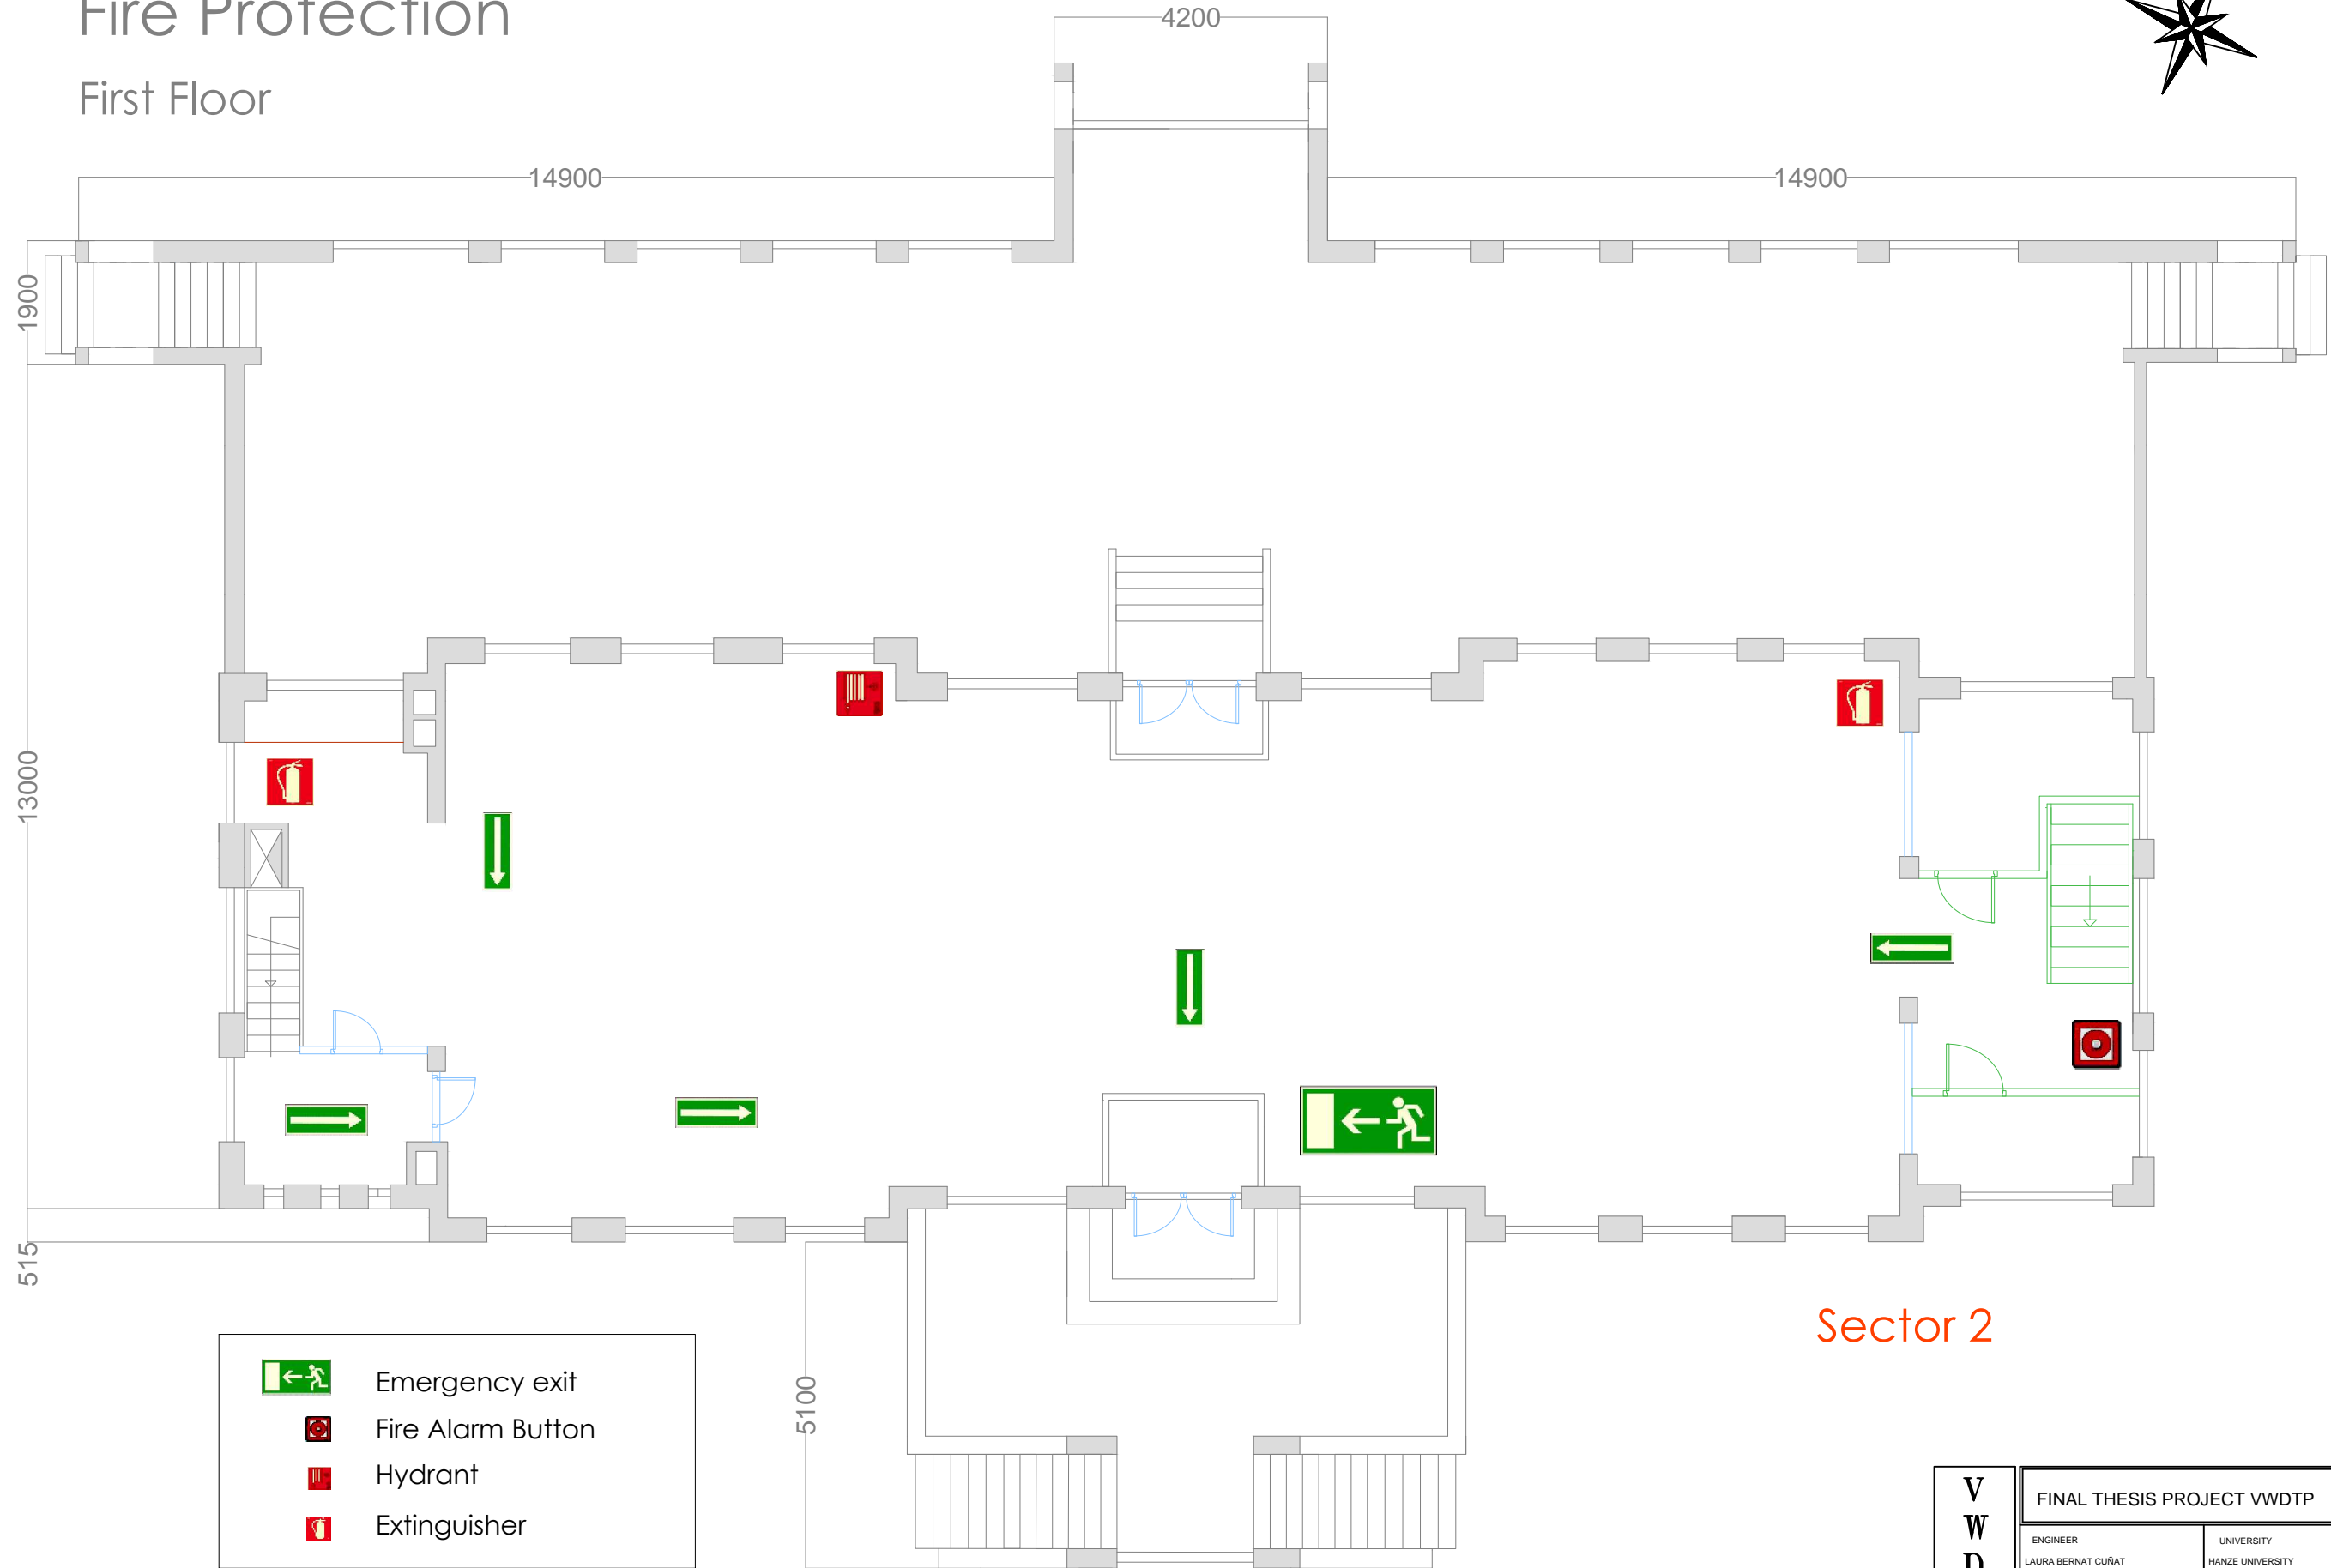 Fire Protection
First Floor
4200
14900
14900
1900
13000
515
5100
Sector 2
Emergency exit
Fire Alarm Button
Hydrant
Extinguisher
V
W
D
FINAL THESIS PROJECT VWDTP
ENGINEER
UNIVERSITY
LAURA BERNAT CUÑAT
HANZE UNIVERSITY